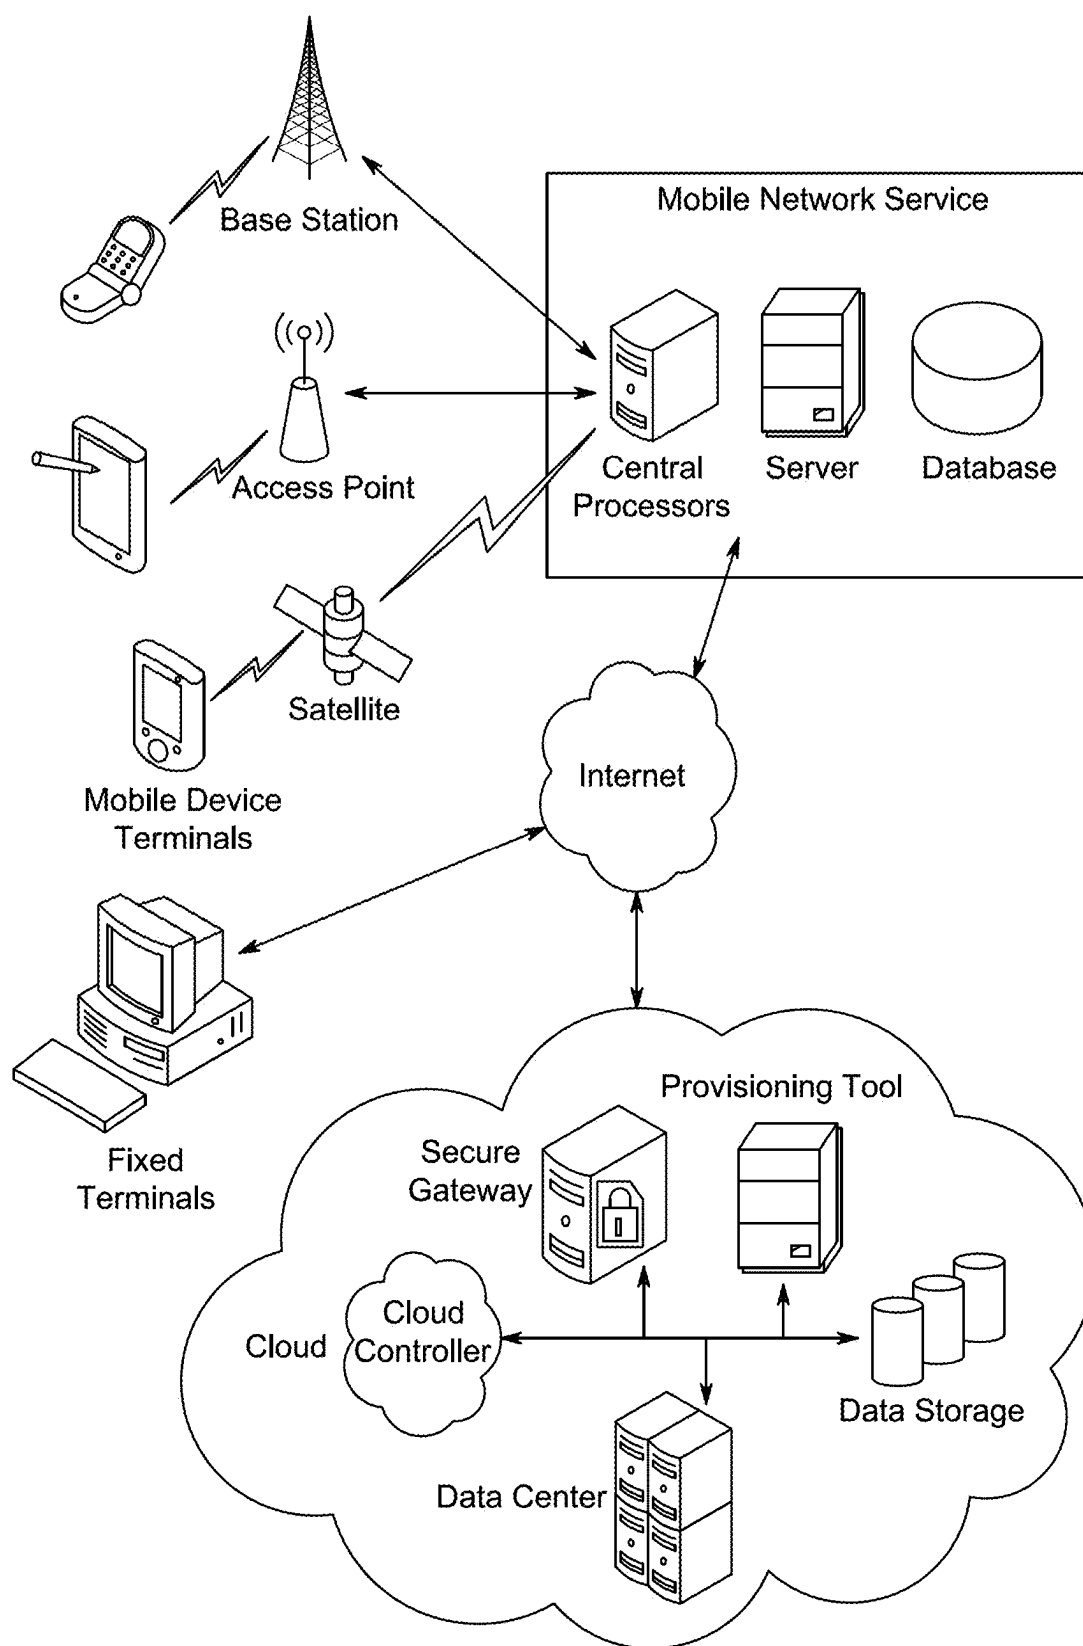 Base Station
Mobile Network Service
Access Point
Central
Processors
Server
Database
Satellite
Mobile Device
Terminals
Internet
Fixed
Terminals
Provisioning Tool
Secure
Gateway
Cloud
Cloud
Controller
Data Storage
Data Center